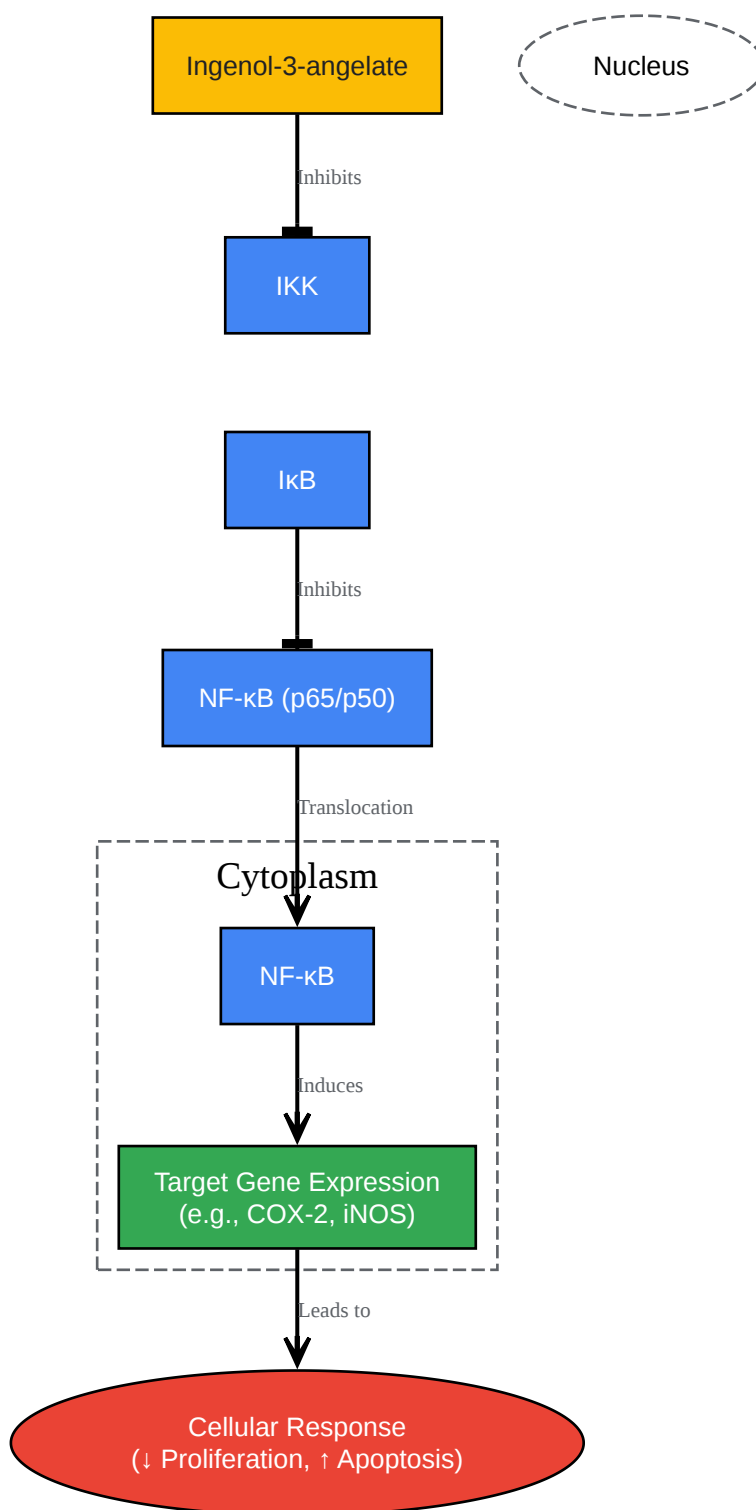 Ingenol-3-angelate
Nucleus
Inhibits
IKK
IκB
Inhibits
NF-κB (p65/p50)
Translocation
Cytoplasm
NF-κB
Induces
Target Gene Expression
(e.g., COX-2, iNOS)
Leads to
Cellular Response
(↓ Proliferation, ↑ Apoptosis)